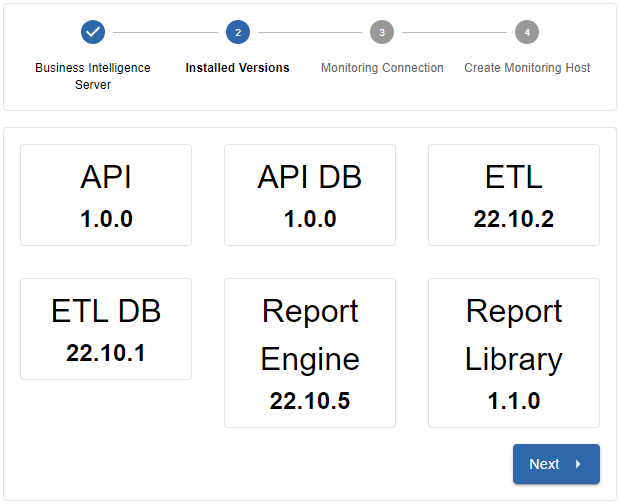 2
3
4
Business Intelligence
Server
Installed Versions
Monitoring Connection
Create Monitoring Host
API
1.0.0
API DB
1.0.0
ETL
22.10.2
ETL DB
22.10.1
Report
Engine
22.10.5
Report
Library
1.1.0
Next